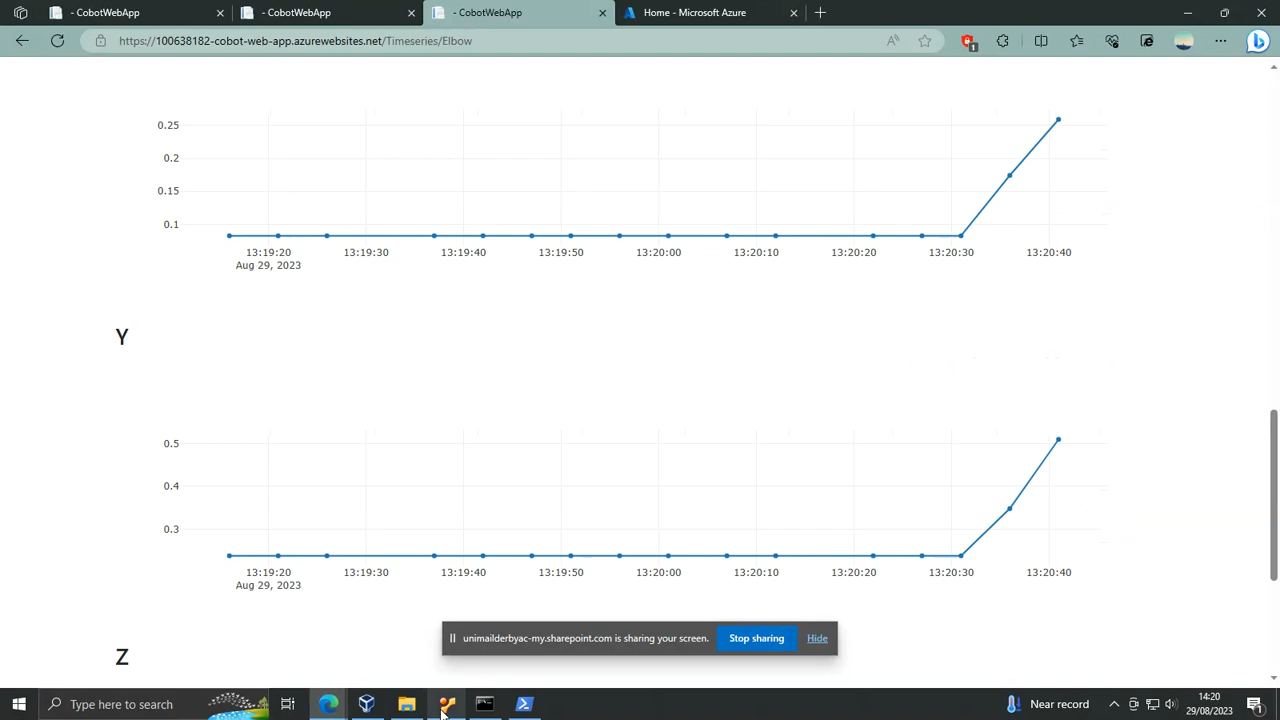 - CobotWebApp
- CobotWebApp
- CobotWebApp
Home - Microsoft Azure
https://100638182-cobot-web-app.azurewebsites.net/Timeseries/Elbow
1
0.25
0.2
0.15
0.1
13:19:20 13:19:30 13:19:40 13:19:50 13:20:00 13:20:10 13:20:20 13:20:30 13:20:40
Aug 29, 2023
Y
0.5
0.4
0.3
13:19:20 13:19:30 13:19:40 13:19:50 13:20:00 13:20:10 13:20:20 13:20:30 13:20:40
Aug 29, 2023
unimailderbyac-my.sharepoint.com is sharing your screen. Stop sharing Hide
Z
Type here to search
Near record
14:20
29/08/2023
1